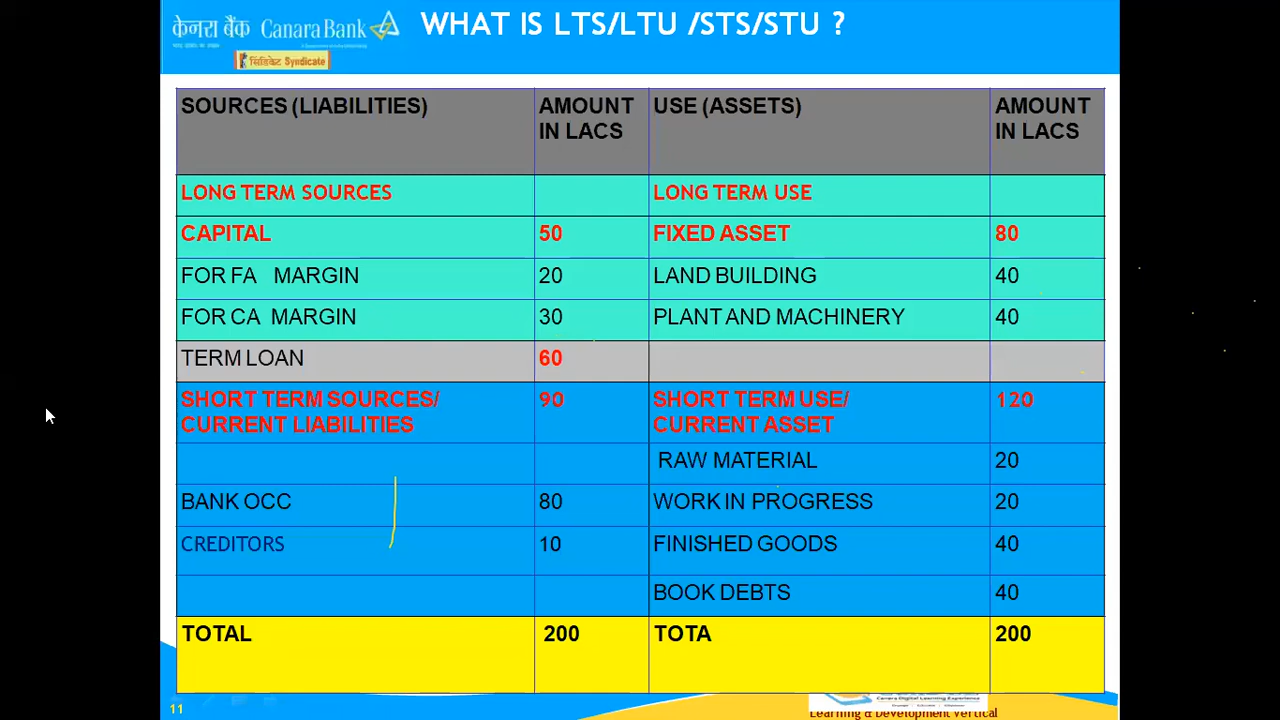 केनरा बैंक Canara Bank
सिंडिकेट Syndicate
WHAT IS LTS/LTU /STS/STU ?
SOURCES (LIABILITIES) AMOUNT IN LACS USE (ASSETS) AMOUNT IN LACS
LONG TERM SOURCES LONG TERM USE
CAPITAL 50 FIXED ASSET 80
FOR FA MARGIN 20 LAND BUILDING 40
FOR CA MARGIN 30 PLANT AND MACHINERY 40
TERM LOAN 60
SHORT TERM SOURCES/ CURRENT LIABILITIES 90 SHORT TERM USE/ CURRENT ASSET 120
RAW MATERIAL 20
BANK OCC 80 WORK IN PROGRESS 20
CREDITORS 10 FINISHED GOODS 40
BOOK DEBTS 40
TOTAL 200 TOTA 200
Canara Digital Learning Experience
11 Learning & Development Vertical